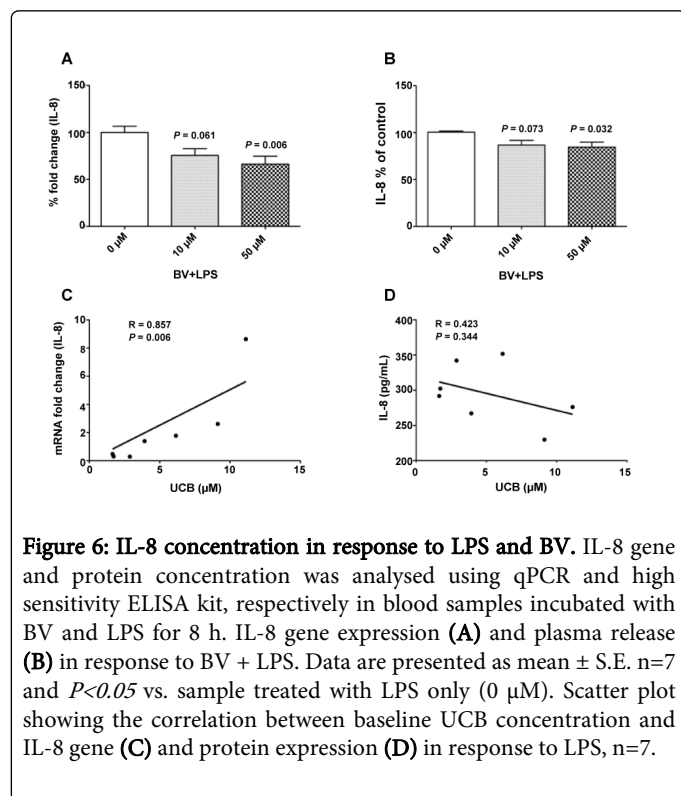 A
B
150
100
50
0
% fold change (IL-8)
P = 0.061
P = 0.006
0 µM
10 µM
50 µM
BV+LPS
150
100
50
0
IL-8 % of control
P = 0.073
P = 0.032
0 µM
10 µM
50 µM
BV+LPS
C
10
8
6
4
2
0
mRNA fold change (IL-8)
R = 0.857
P = 0.006
0
5
10
15
UCB (µM)
D
400
350
300
250
200
IL-8 (pg/mL)
R = 0.423
P = 0.344
0
5
10
15
UCB (µM)
Figure 6: IL-8 concentration in response to LPS and BV. IL-8 gene
and protein concentration was analysed using qPCR and high
sensitivity ELISA kit, respectively in blood samples incubated with
BV and LPS for 8 h. IL-8 gene expression (A) and plasma release
(B) in response to BV + LPS. Data are presented as mean ± S.E. n=7
and P<0.05 vs. sample treated with LPS only (0 µM). Scatter plot
showing the correlation between baseline UCB concentration and
IL-8 gene (C) and protein expression (D) in response to LPS, n=7.